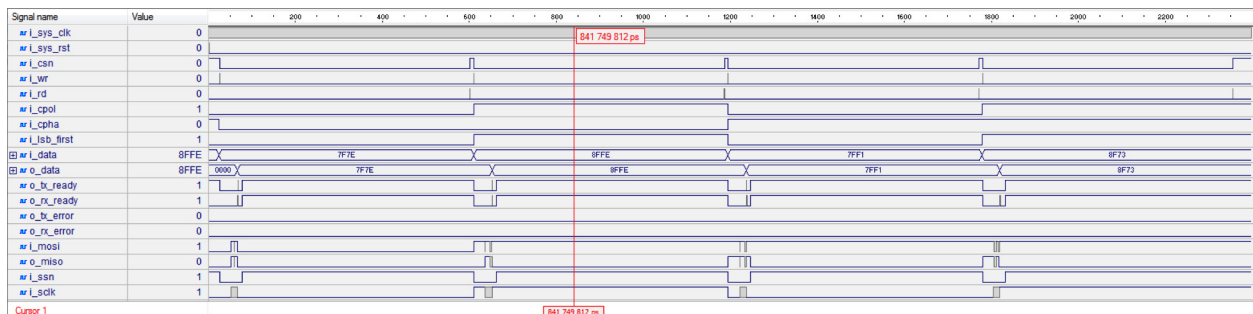 Signal name Value 200 400 600 800 1000 1200 1400 1600 1800 2000 2200
i_sys_clk 0 841 749 812 ps
i_sys_rst 0
i_csn 0
i_wr 0
i_rd 0
i_cpol 1
i_cpha 0
i_lsb_first 1
i_data 8FFE 7F7E 8FFE 7FF1 8F73
o_data 8FFE 0000 7F7E 8FFE 7FF1 8F73
o_tx_ready 1
o_rx_ready 1
o_tx_error 0
o_rx_error 0
i_mosi 1
o_miso 0
i_ssn 1
i_sclk 1
Cursor 1 841 749 812 ps